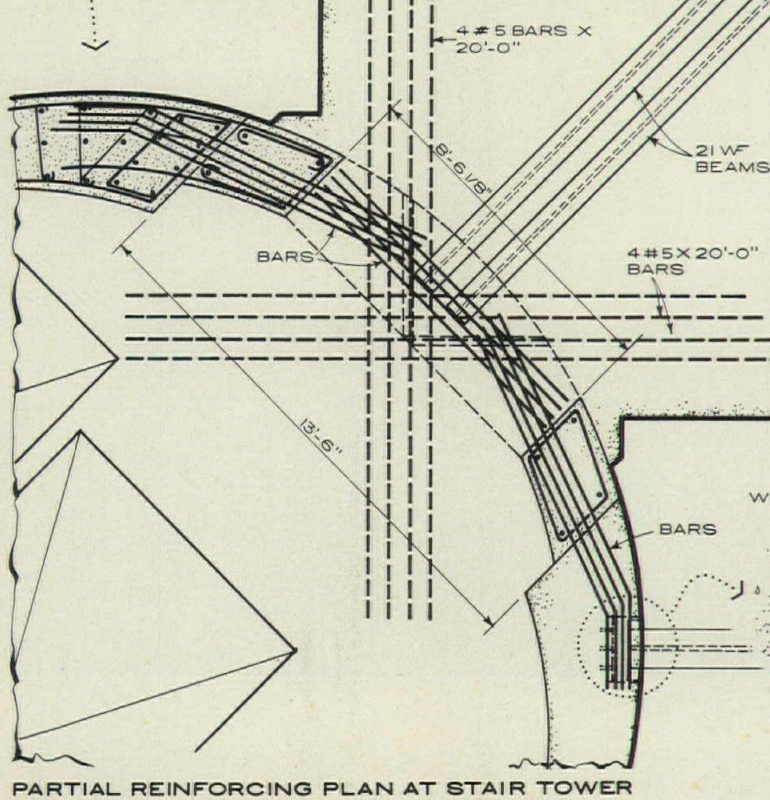 4 #5 BARS X
20'-0"
8'-6 1/8"
21 WF
BEAMS
BARS
4 #5 X 20'-0"
BARS
13'-6"
W
BARS
PARTIAL REINFORCING PLAN AT STAIR TOWER